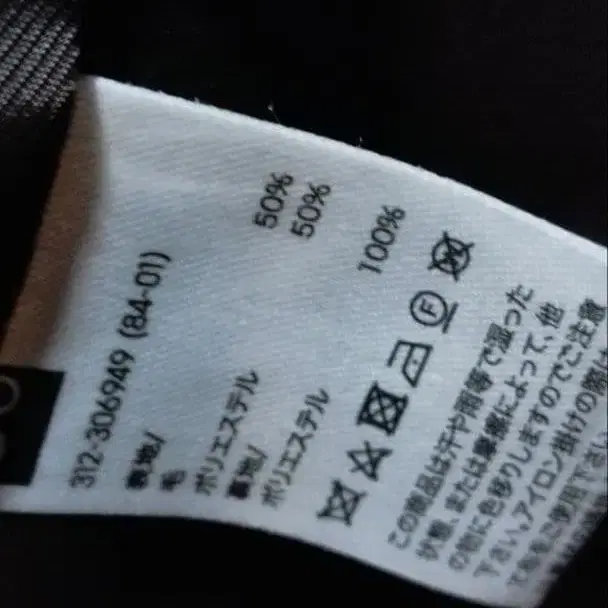 312-306949 (84-01)
表地/
毛 50%
ポリエステル 50%
裏地/
ポリエステル 100%
F
この商品は汗や雨等で湿った
状態、または摩擦によって、他
の物に色移りしますのでご注意
下さい。アイロン掛けの際は